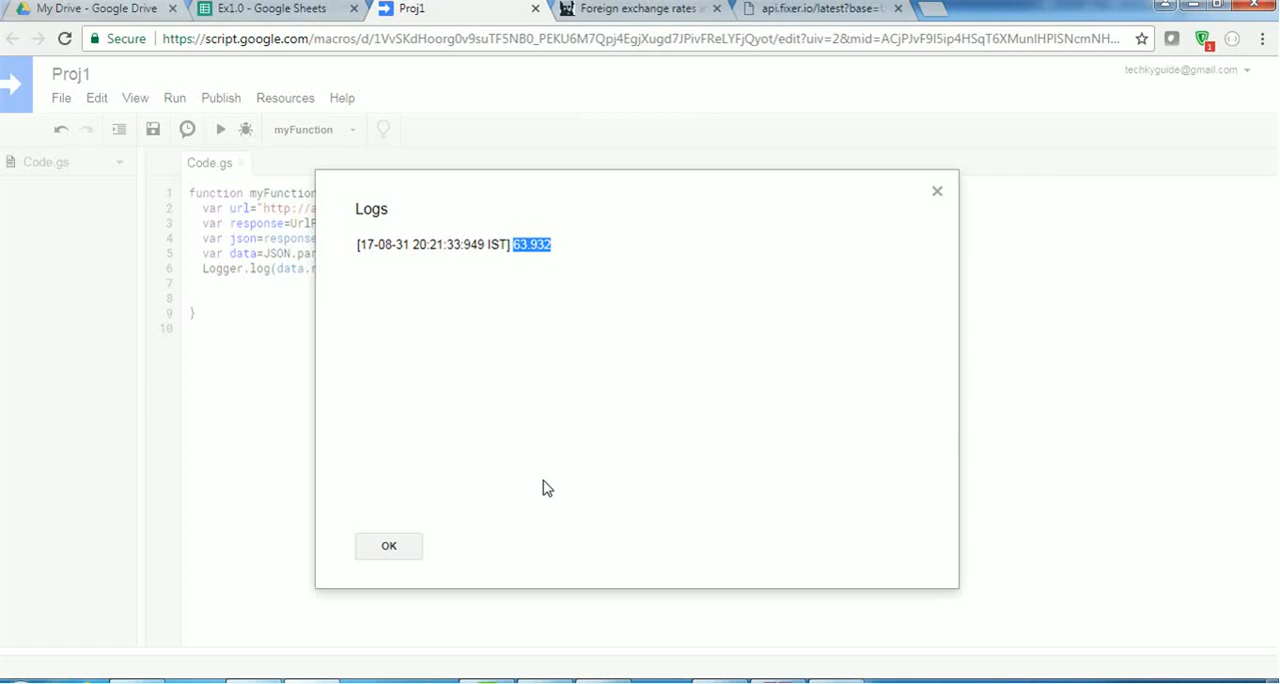 My Drive - Google Drive
Ex1.0 - Google Sheets
Proj1
Foreign exchange rates
api.fixer.io/latest?base=
Secure
https://script.google.com/macros/d/1VvSKdHoorg0v9suTF5NB0_PEKU6M7Qpj4EgjXugd7JPivFReLYFjQyot/edit?uiv=2&mid=ACjPJvF9I5ip4HSqT6XMunIHPlSNcmNH...
1
Proj1
techkyguide@gmail.com
File Edit View Run Publish Resources Help
myFunction
Code.gs
Code.gs
1 function myFunction
2 var url="http://a
3 var response=UrlF
4 var json=response
5 var data=JSON.par
6 Logger.log(data.r
7
8
9 }
10
Logs
[17-08-31 20:21:33:949 IST] 63.932
OK